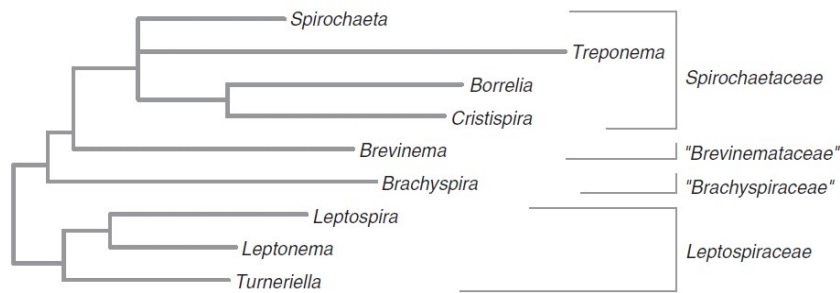 Spirochaeta
Treponema
Spirochaetaceae
Borrelia
Cristispira
Brevinema
"Brevinemataceae"
Brachyspira
"Brachyspiraceae"
Leptospira
Leptonema
Leptospiraceae
Turneriella